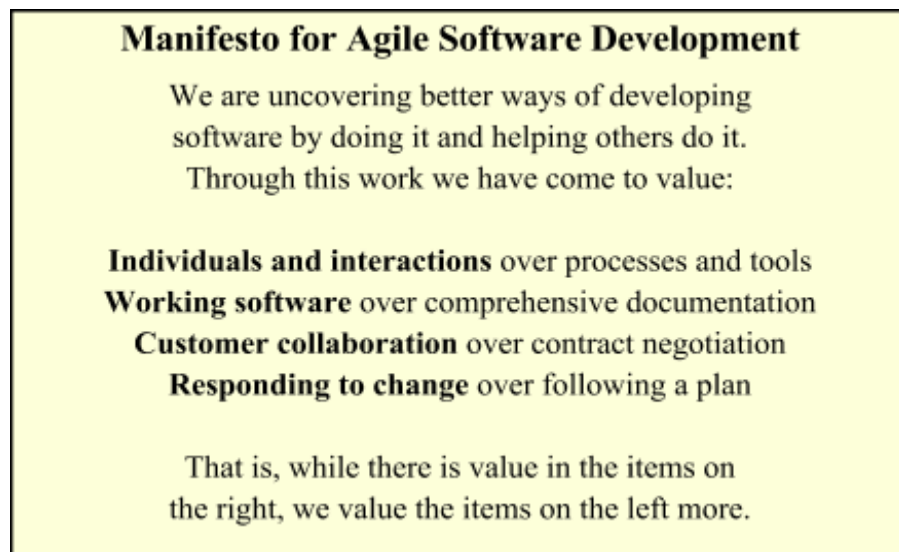 Manifesto for Agile Software Development
We are uncovering better ways of developing
software by doing it and helping others do it.
Through this work we have come to value:
Individuals and interactions over processes and tools
Working software over comprehensive documentation
Customer collaboration over contract negotiation
Responding to change over following a plan
That is, while there is value in the items on
the right, we value the items on the left more.